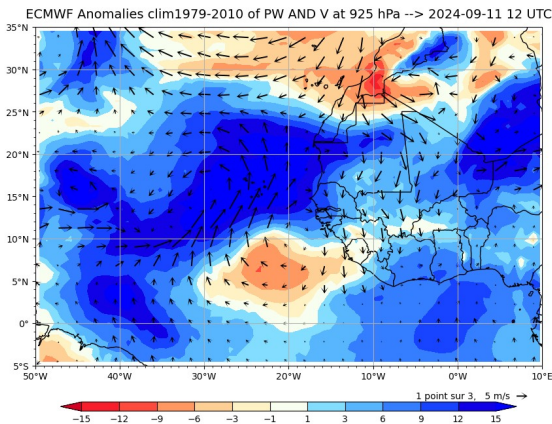 ECMWF Anomalies clim1979-2010 of PW AND V at 925 hPa --> 2024-09-11 12 UTC
35°N
30°N
25°N
20°N
15°N
10°N
5°N
0°
5°S
50°W 40°W 30°W 20°W 10°W 0°W 10°E
1 point sur 3, 5 m/s
−15 −12 −9 −6 −3 −1 1 3 6 9 12 15